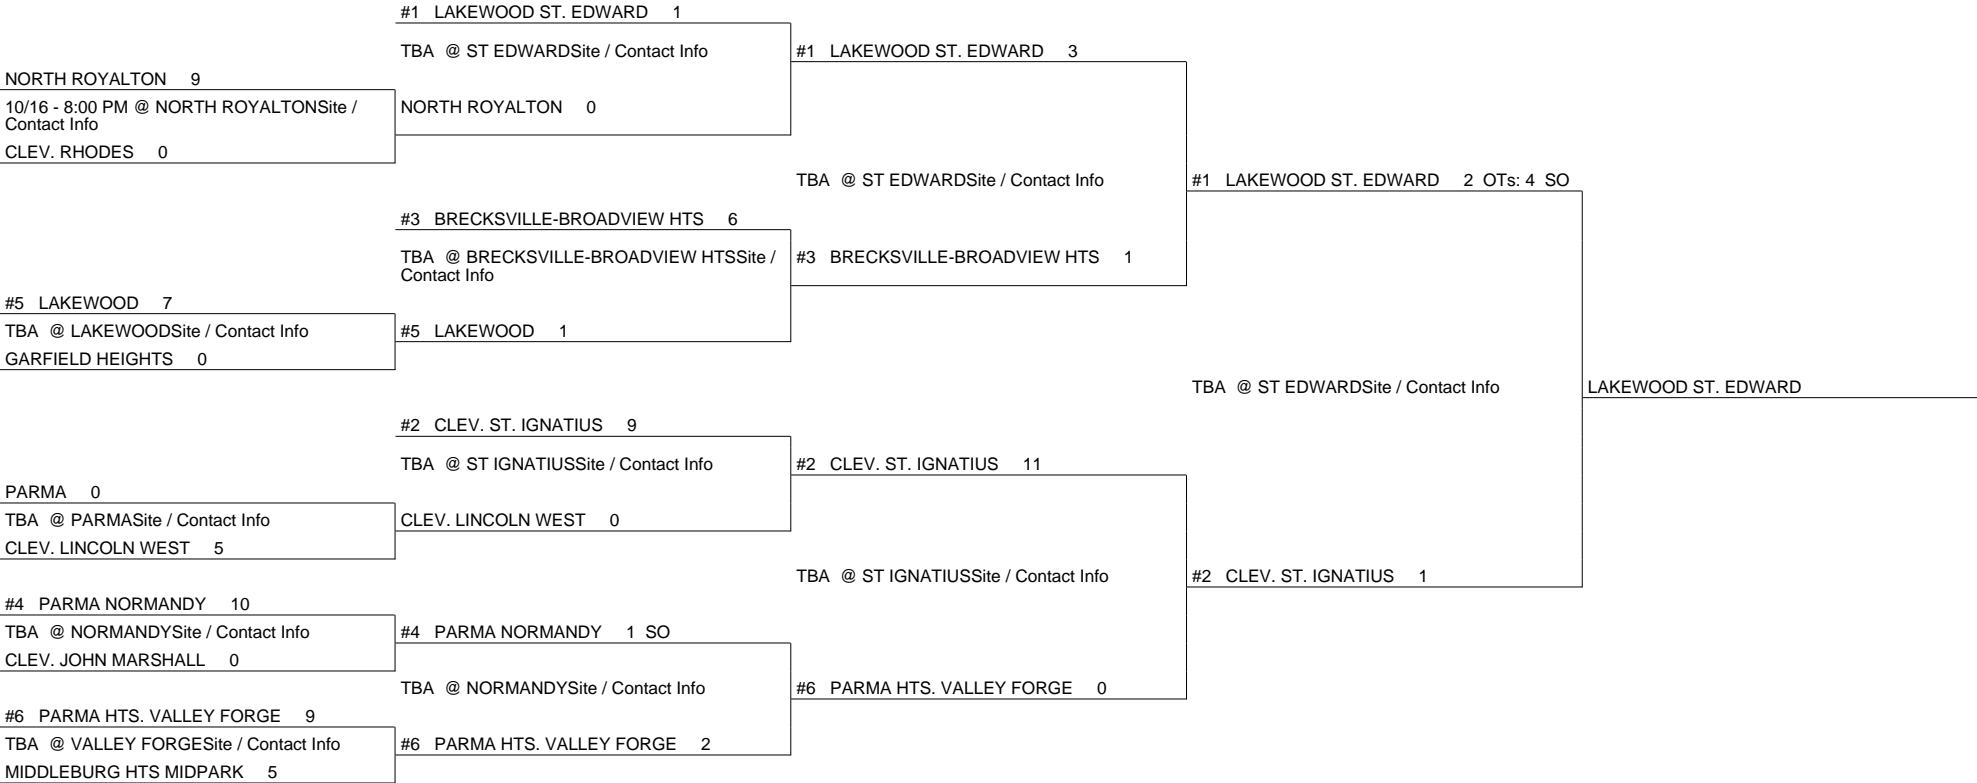 NORTH ROYALTON 9
10/16 - 8:00 PM @ NORTH ROYALTONSite /
Contact Info
CLEV. RHODES 0
#5 LAKEWOOD 7
TBA @ LAKEWOODSite / Contact Info
GARFIELD HEIGHTS 0
PARMA 0
TBA @ PARMASite / Contact Info
CLEV. LINCOLN WEST 5
#4 PARMA NORMANDY 10
TBA @ NORMANDYSite / Contact Info
CLEV. JOHN MARSHALL 0
#6 PARMA HTS. VALLEY FORGE 9
TBA @ VALLEY FORGESite / Contact Info
MIDDLEBURG HTS MIDPARK 5
#1 LAKEWOOD ST. EDWARD 1
TBA @ ST EDWARDSite / Contact Info
NORTH ROYALTON 0
#3 BRECKSVILLE-BROADVIEW HTS 6
TBA @ BRECKSVILLE-BROADVIEW HTSSite /
Contact Info
#5 LAKEWOOD 1
#2 CLEV. ST. IGNATIUS 9
TBA @ ST IGNATIUSSite / Contact Info
CLEV. LINCOLN WEST 0
#4 PARMA NORMANDY 1 SO
TBA @ NORMANDYSite / Contact Info
#6 PARMA HTS. VALLEY FORGE 2
#1 LAKEWOOD ST. EDWARD 3
TBA @ ST EDWARDSite / Contact Info
#3 BRECKSVILLE-BROADVIEW HTS 1
#2 CLEV. ST. IGNATIUS 11
TBA @ ST IGNATIUSSite / Contact Info
#6 PARMA HTS. VALLEY FORGE 0
#1 LAKEWOOD ST. EDWARD 2 OTs: 4 SO
TBA @ ST EDWARDSite / Contact Info
#2 CLEV. ST. IGNATIUS 1
LAKEWOOD ST. EDWARD